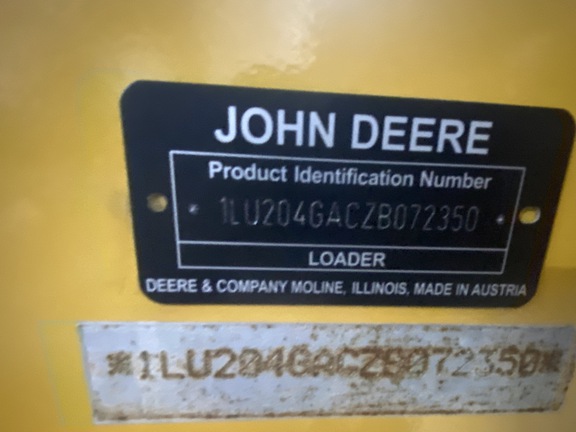 JOHN DEERE
Product Identification Number
* 1LU204GACZB072350 *
LOADER
DEERE & COMPANY MOLINE, ILLINOIS, MADE IN AUSTRIA
*1LU204GACZB072350*